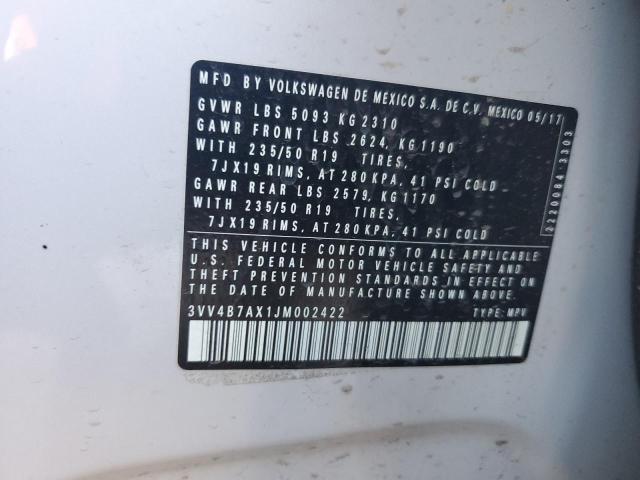 MFD BY VOLKSWAGEN DE MEXICO S.A. DE C.V. MEXICO 05/17
GVWR LBS 5093 KG 2310
GAWR FRONT LBS 2624, KG 1190
WITH 235/50 R19 TIRES,
7JX19 RIMS, AT 280 KPA, 41 PSI COLD
GAWR REAR LBS 2579, KG 1170
WITH 235/50 R19 TIRES,
7JX19 RIMS, AT 280 KPA, 41 PSI COLD
THIS VEHICLE CONFORMS TO ALL APPLICABLE
U.S. FEDERAL MOTOR VEHICLE SAFETY AND
THEFT PREVENTION STANDARDS IN EFFECT ON
THE DATE OF MANUFACTURE SHOWN ABOVE.
3VV4B7AX1JM002422 TYPE: MPV
2220084 3303